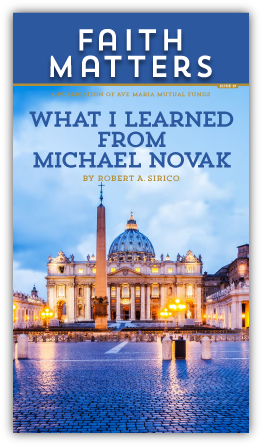 FAITH
MATTERS
A PUBLICATION OF AVE MARIA MUTUAL FUNDS
WHAT I LEARNED
FROM
MICHAEL NOVAK
BY ROBERT A. SIRICO